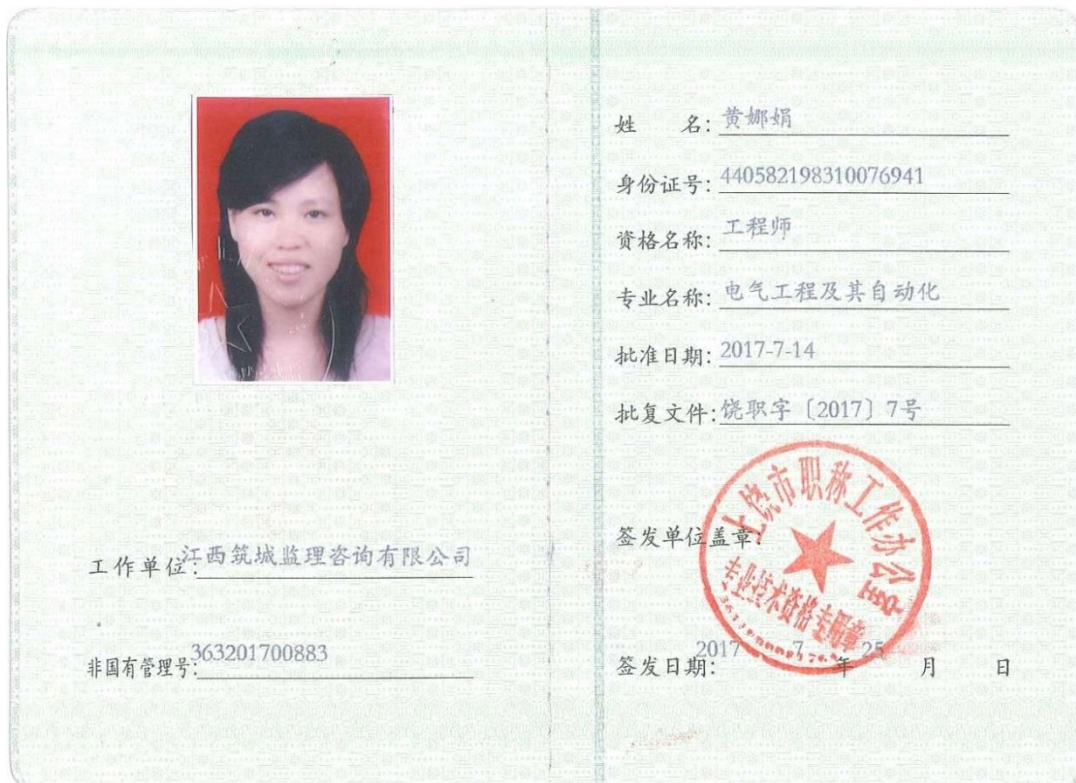 工作单位:江西筑城监理咨询有限公司
非国有管理号:363201700883
姓 名:黄娜娟
身份证号:440582198310076941
资格名称:工程师
专业名称:电气工程及其自动化
批准日期:2017-7-14
批复文件:饶职字〔2017〕7号
签发单位盖章:
上饶市职称工作办公室
专业技术资格专用章
签发日期:2017 7 年 25 月 日